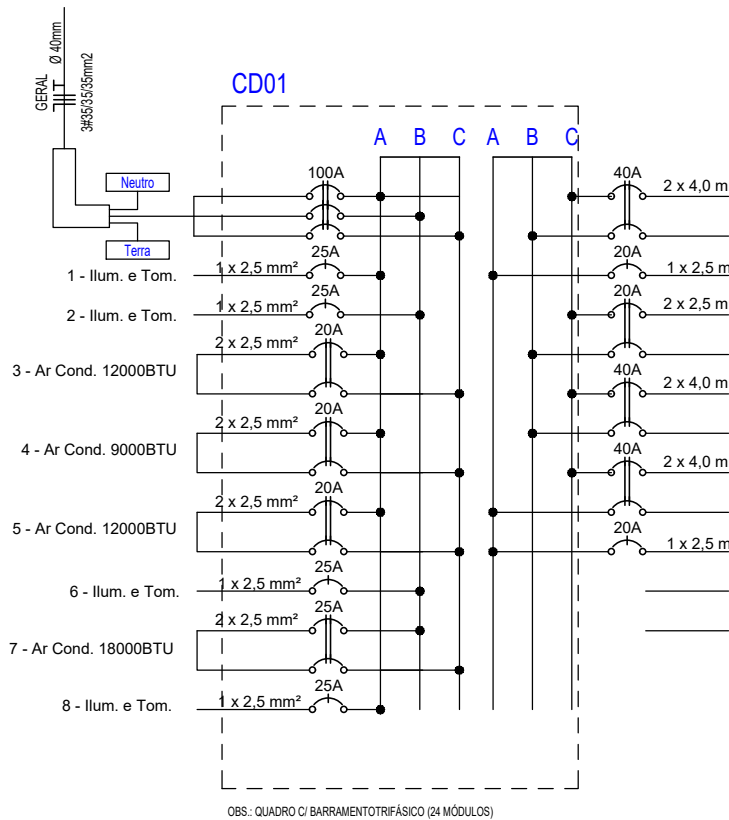 GERAL
Ø 40mm
3#35/35/35mm2
CD01
A B C A B C
Neutro
Terra
100A
40A
2 x 4,0 m
1 - Ilum. e Tom.
1 x 2,5 mm²
25A
20A
1 x 2,5 m
2 - Ilum. e Tom.
1 x 2,5 mm²
25A
20A
2 x 2,5 m
3 - Ar Cond. 12000BTU
2 x 2,5 mm²
20A
40A
2 x 4,0 m
4 - Ar Cond. 9000BTU
2 x 2,5 mm²
20A
40A
2 x 4,0 m
5 - Ar Cond. 12000BTU
2 x 2,5 mm²
20A
20A
1 x 2,5 m
6 - Ilum. e Tom.
1 x 2,5 mm²
25A
7 - Ar Cond. 18000BTU
2 x 2,5 mm²
25A
8 - Ilum. e Tom.
1 x 2,5 mm²
25A
OBS.: QUADRO C/ BARRAMENTOTRIFÁSICO (24 MÓDULOS)